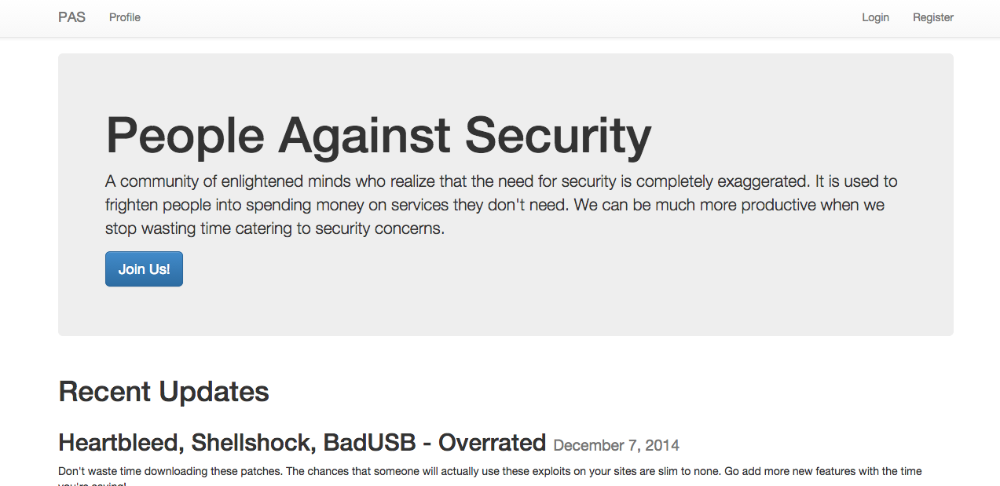 PAS Profile Login Register
People Against Security
A community of enlightened minds who realize that the need for security is completely exaggerated. It is used to
frighten people into spending money on services they don't need. We can be much more productive when we
stop wasting time catering to security concerns.
Join Us!
Recent Updates
Heartbleed, Shellshock, BadUSB - Overrated December 7, 2014
Don't waste time downloading these patches. The chances that someone will actually use these exploits on your sites are slim to none. Go add more new features with the time
you're saving!